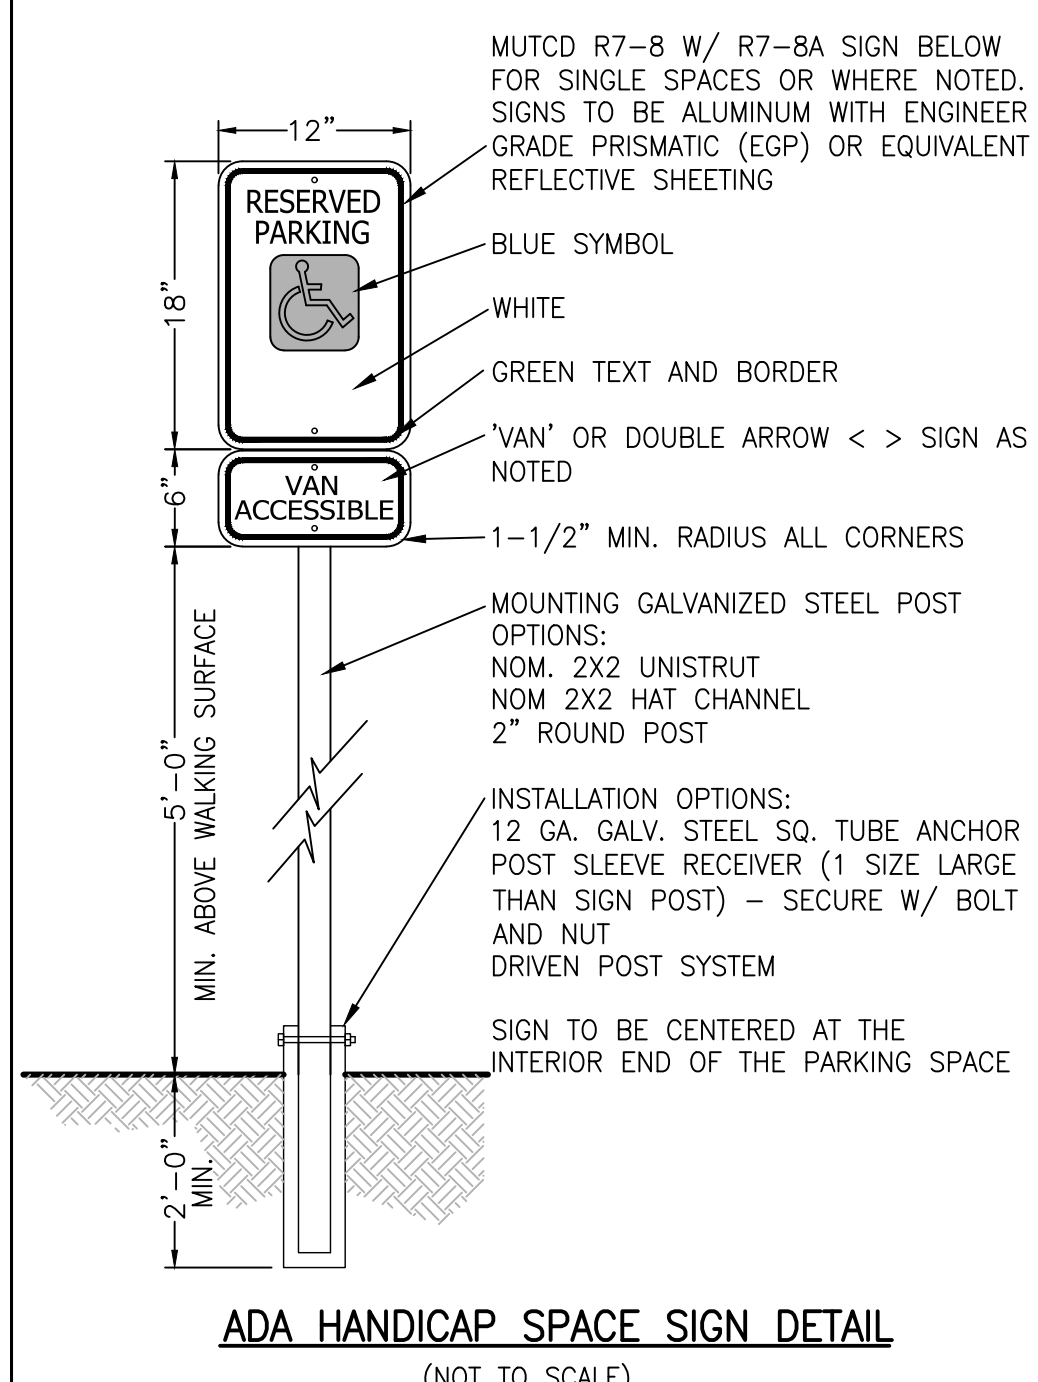 MUTCD R7-8 W/ R7-8A SIGN BELOW
FOR SINGLE SPACES OR WHERE NOTED.
SIGNS TO BE ALUMINUM WITH ENGINEER
GRADE PRISMATIC (EGP) OR EQUIVALENT
REFLECTIVE SHEETING
12"
RESERVED
PARKING
BLUE SYMBOL
18"
WHITE
GREEN TEXT AND BORDER
'VAN' OR DOUBLE ARROW < > SIGN AS
NOTED
6"
VAN
ACCESSIBLE
1-1/2" MIN. RADIUS ALL CORNERS
MOUNTING GALVANIZED STEEL POST
OPTIONS:
NOM. 2X2 UNISTRUT
NOM 2X2 HAT CHANNEL
2" ROUND POST
5'-0"
MIN. ABOVE WALKING SURFACE
INSTALLATION OPTIONS:
12 GA. GALV. STEEL SQ. TUBE ANCHOR
POST SLEEVE RECEIVER (1 SIZE LARGE
THAN SIGN POST) - SECURE W/ BOLT
AND NUT
DRIVEN POST SYSTEM
SIGN TO BE CENTERED AT THE
INTERIOR END OF THE PARKING SPACE
2'-0"
MIN.
ADA HANDICAP SPACE SIGN DETAIL
(NOT TO SCALE)